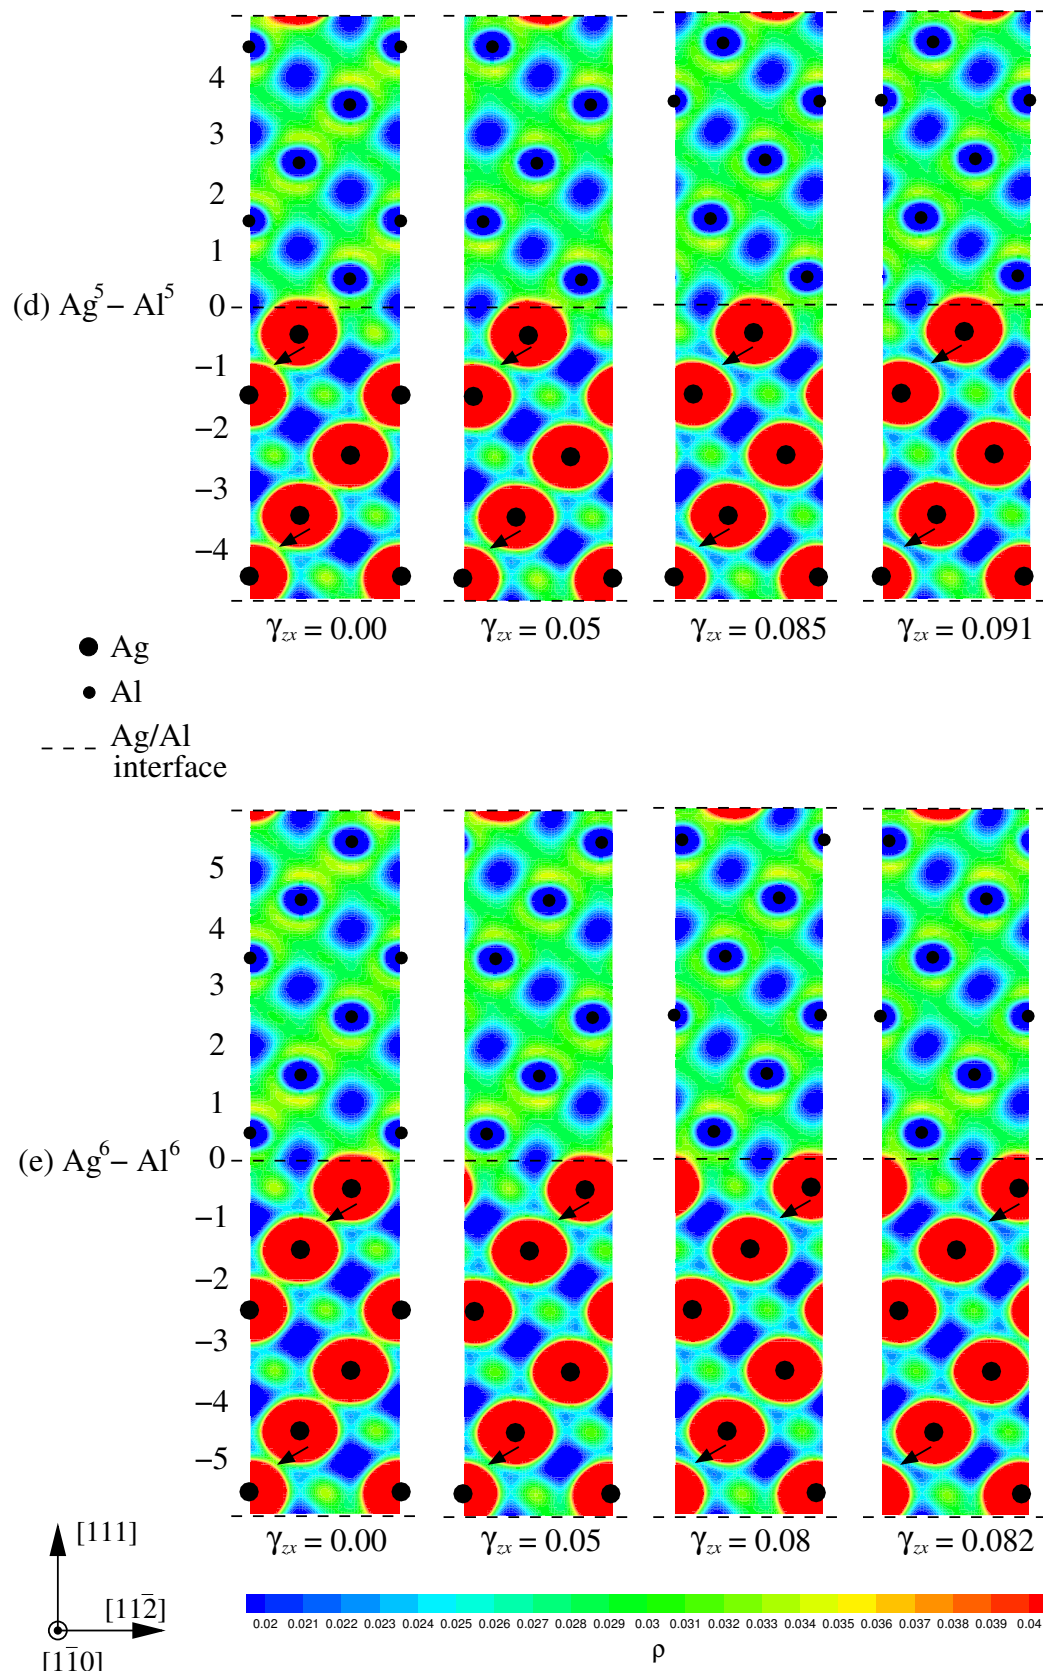 4
3
2
1
(d) Ag⁵ – Al⁵ 0
−1
−2
−3
−4
γzx = 0.00 γzx = 0.05 γzx = 0.085 γzx = 0.091
Ag
Al
Ag/Al
interface
5
4
3
2
1
(e) Ag⁶ – Al⁶ 0
−1
−2
−3
−4
−5
γzx = 0.00 γzx = 0.05 γzx = 0.08 γzx = 0.082
[111]
[112̄]
[11̄0]
0.02 0.021 0.022 0.023 0.024 0.025 0.026 0.027 0.028 0.029 0.03 0.031 0.032 0.033 0.034 0.035 0.036 0.037 0.038 0.039 0.04
ρ